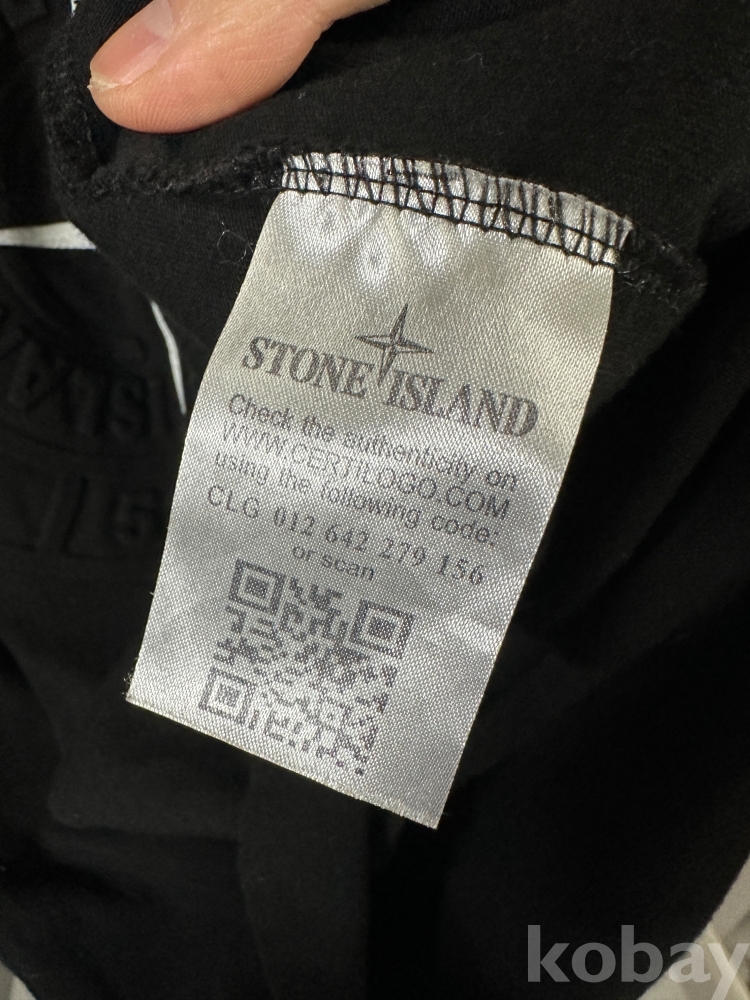 STONE ISLAND
Check the authenticity on
WWW.CERTILOGO.COM
using the following code:
CLG 012 642 279 156
or scan
kobay